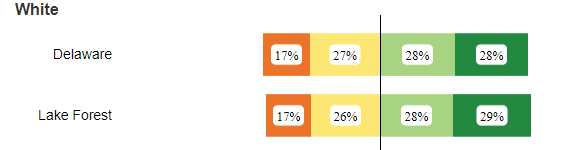 White
Delaware 17% 27% 28% 28%
Lake Forest 17% 26% 28% 29%